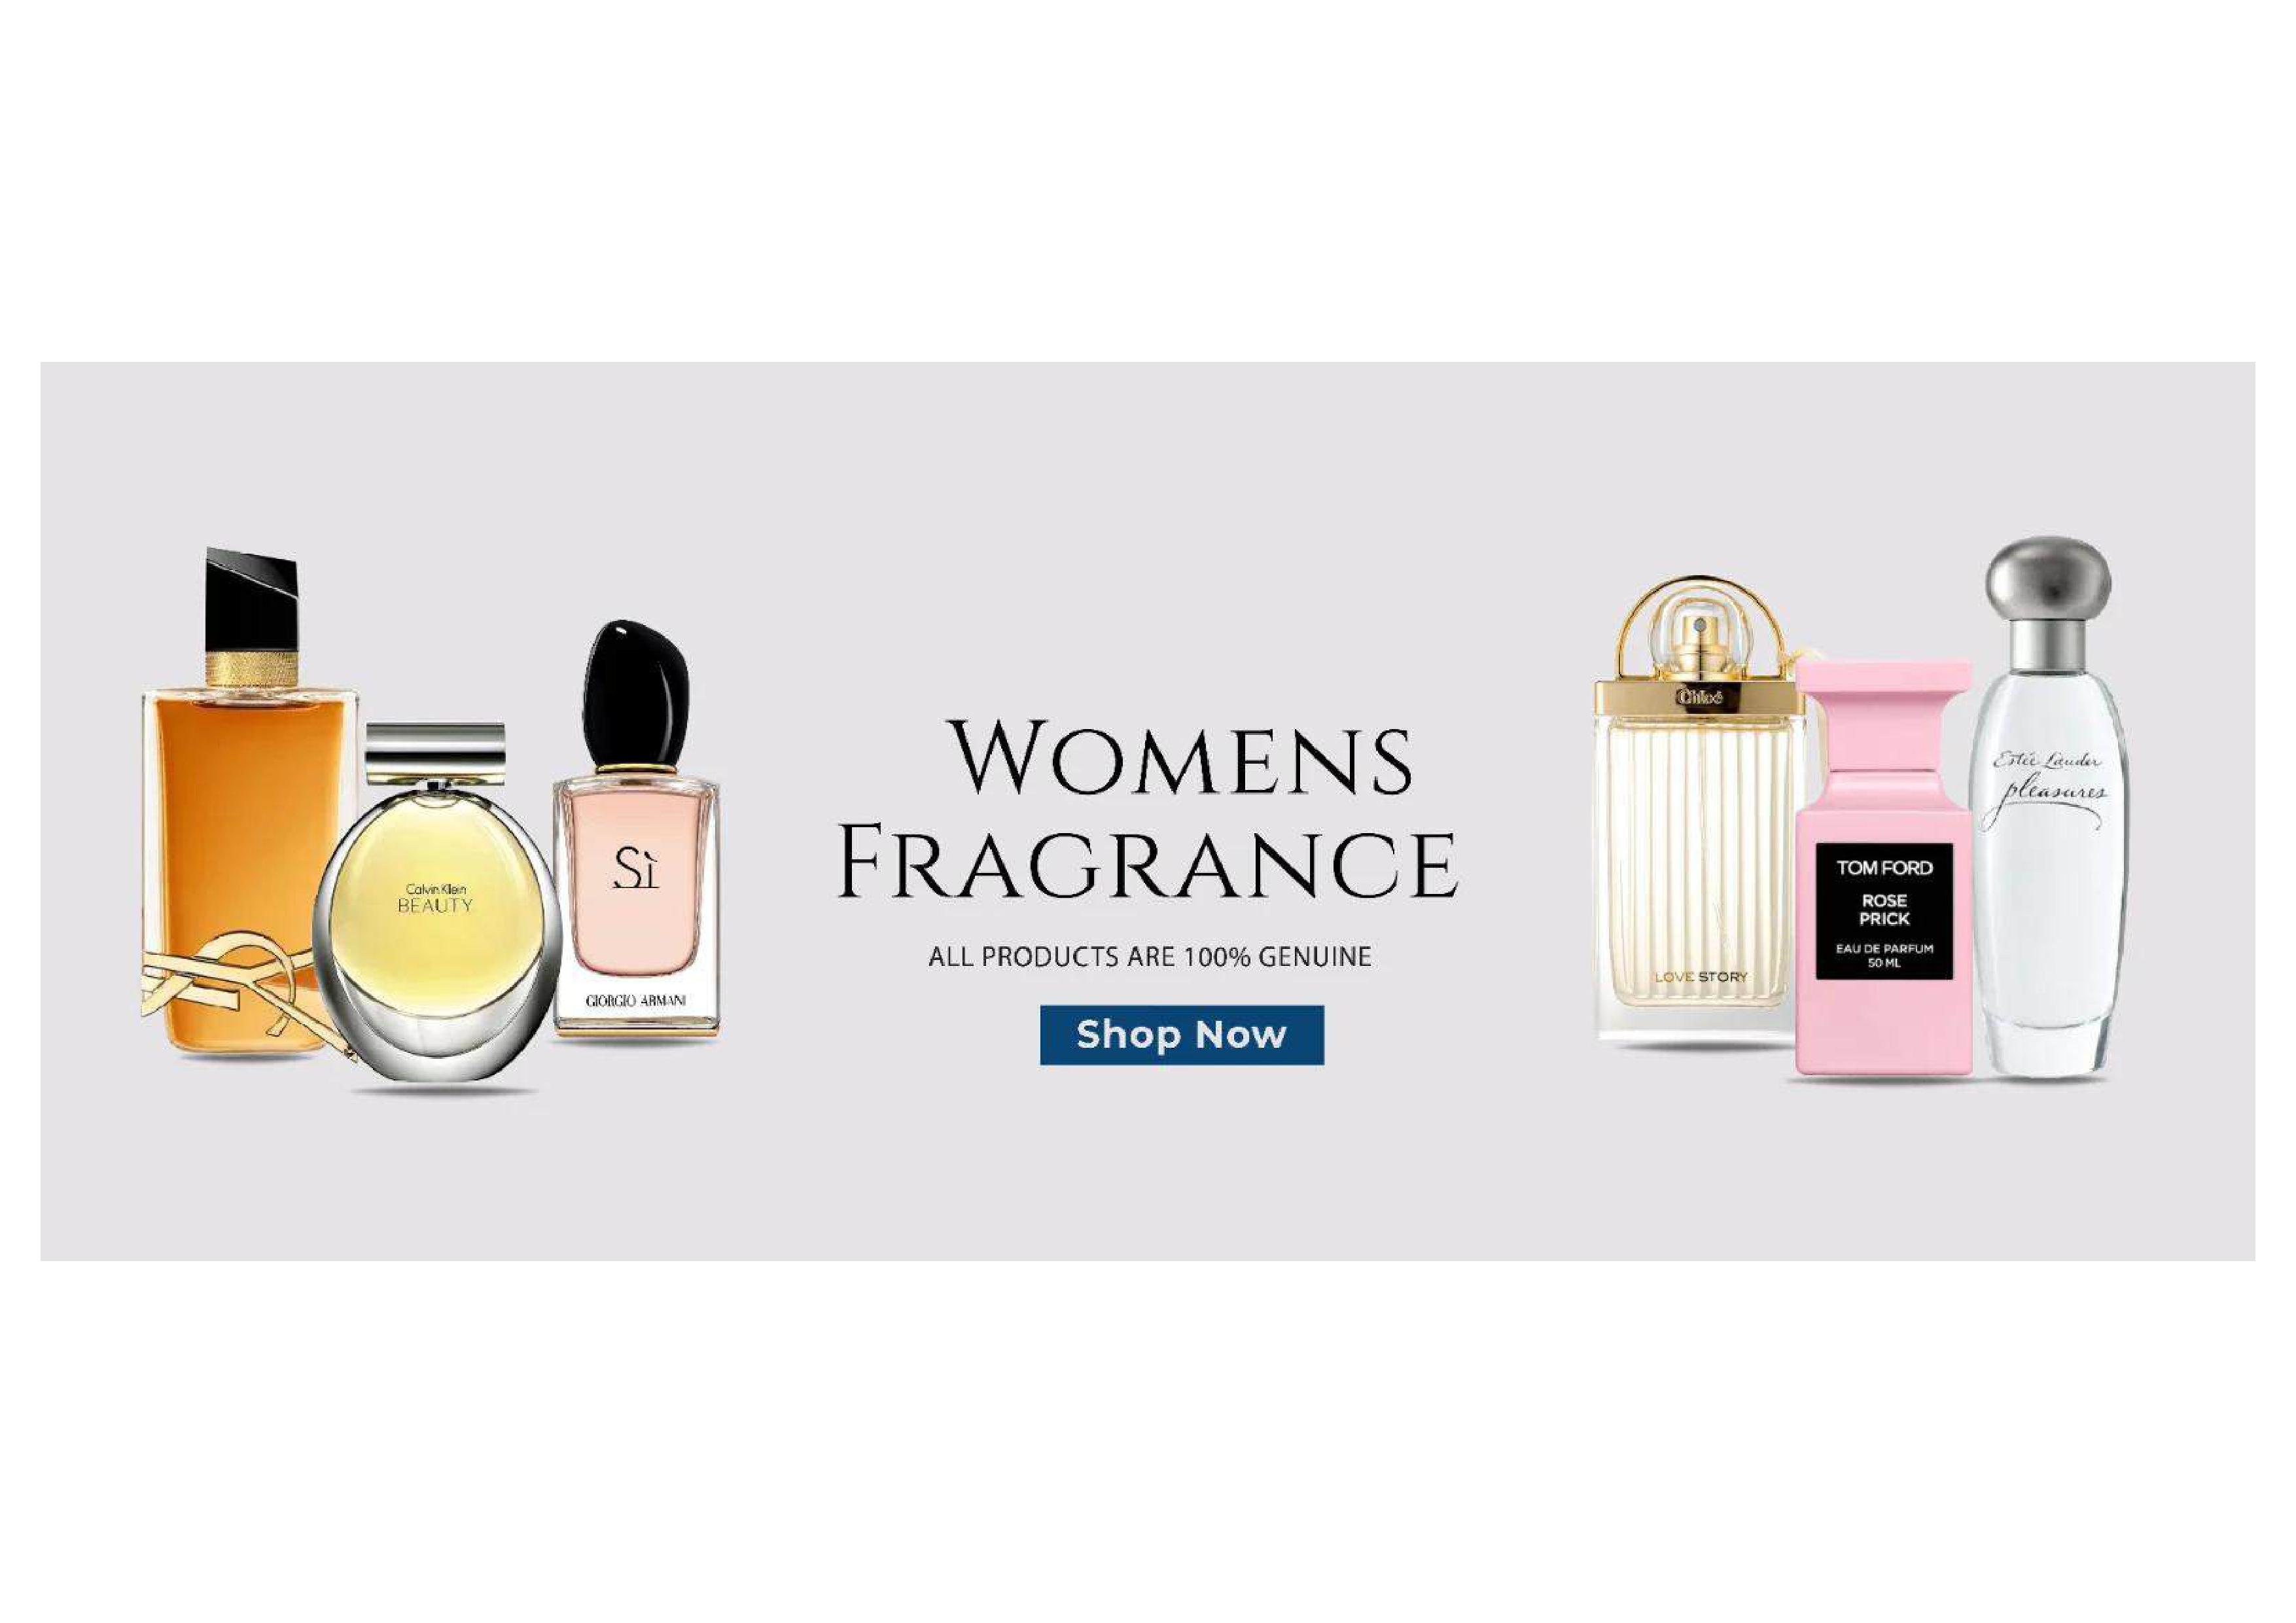 WOMENS
FRAGRANCE
ALL PRODUCTS ARE 100% GENUINE
Shop Now
Calvin Klein
BEAUTY
Sì
GIORGIO ARMANI
Chloé
LOVE STORY
TOM FORD
ROSE
PRICK
EAU DE PARFUM
50 ML
Estée Lauder
pleasures